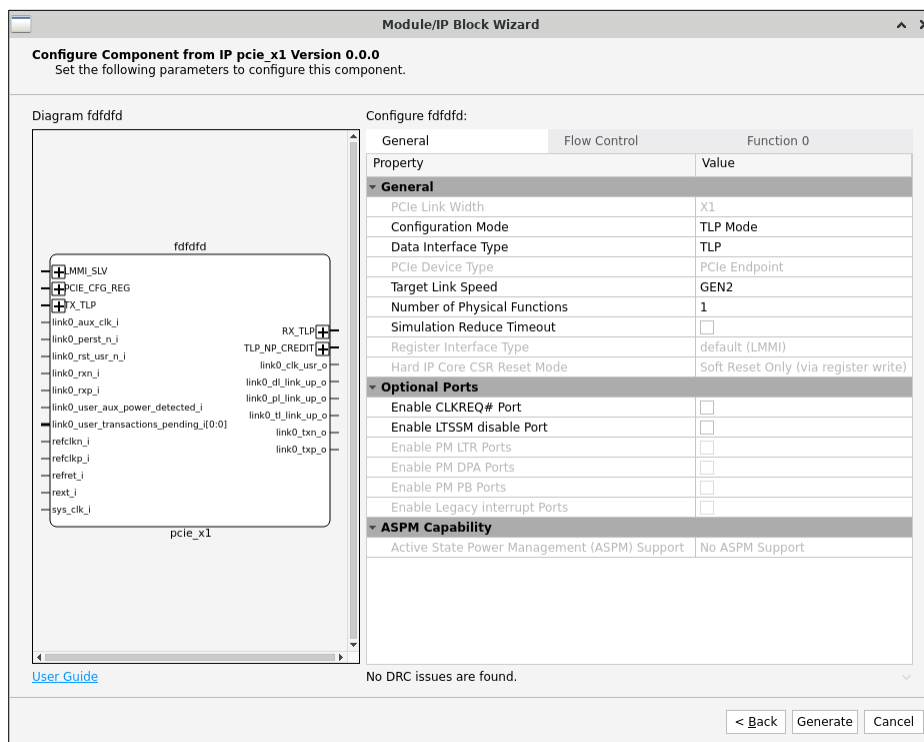 Module/IP Block Wizard
Configure Component from IP pcie_x1 Version 0.0.0
Set the following parameters to configure this component.
Diagram fdfdfd
fdfdfd
LMMI_SLV
PCIE_CFG_REG
TX_TLP
link0_aux_clk_i
link0_perst_n_i
link0_rst_usr_n_i
link0_rxn_i
link0_rxp_i
link0_user_aux_power_detected_i
link0_user_transactions_pending_i[0:0]
refclkn_i
refclkp_i
refret_i
rext_i
sys_clk_i
RX_TLP
TLP_NP_CREDIT
link0_clk_usr_o
link0_dl_link_up_o
link0_pl_link_up_o
link0_tl_link_up_o
link0_txn_o
link0_txp_o
pcie_x1
User Guide
Configure fdfdfd:
General Flow Control Function 0
Property Value
General
PCIe Link Width X1
Configuration Mode TLP Mode
Data Interface Type TLP
PCIe Device Type PCIe Endpoint
Target Link Speed GEN2
Number of Physical Functions 1
Simulation Reduce Timeout
Register Interface Type default (LMMI)
Hard IP Core CSR Reset Mode Soft Reset Only (via register write)
Optional Ports
Enable CLKREQ# Port
Enable LTSSM disable Port
Enable PM LTR Ports
Enable PM DPA Ports
Enable PM PB Ports
Enable Legacy interrupt Ports
ASPM Capability
Active State Power Management (ASPM) Support No ASPM Support
No DRC issues are found.
< Back Generate Cancel